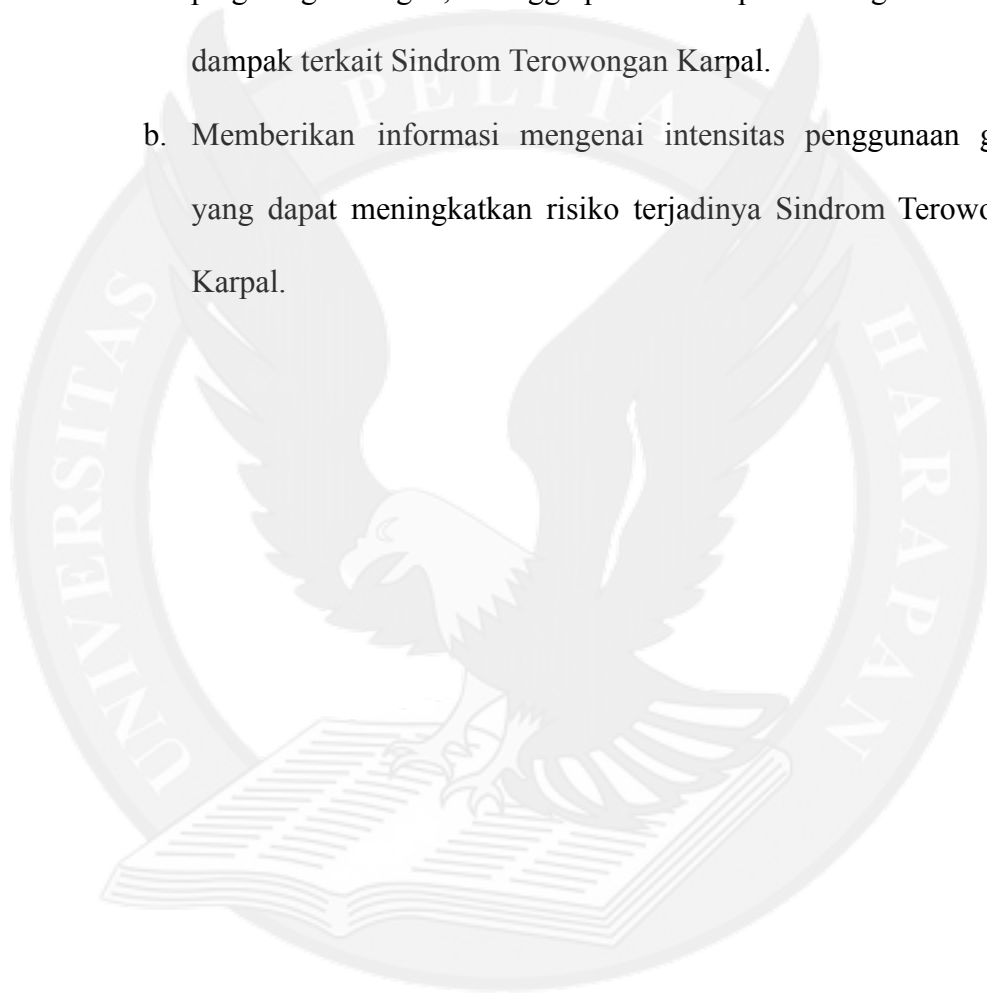 dampak terkait Sindrom Terowongan Karpal.
b. Memberikan informasi mengenai intensitas penggunaan g
yang dapat meningkatkan risiko terjadinya Sindrom Terowo
Karpal.
UNIVERSITAS PELITA HARAPAN